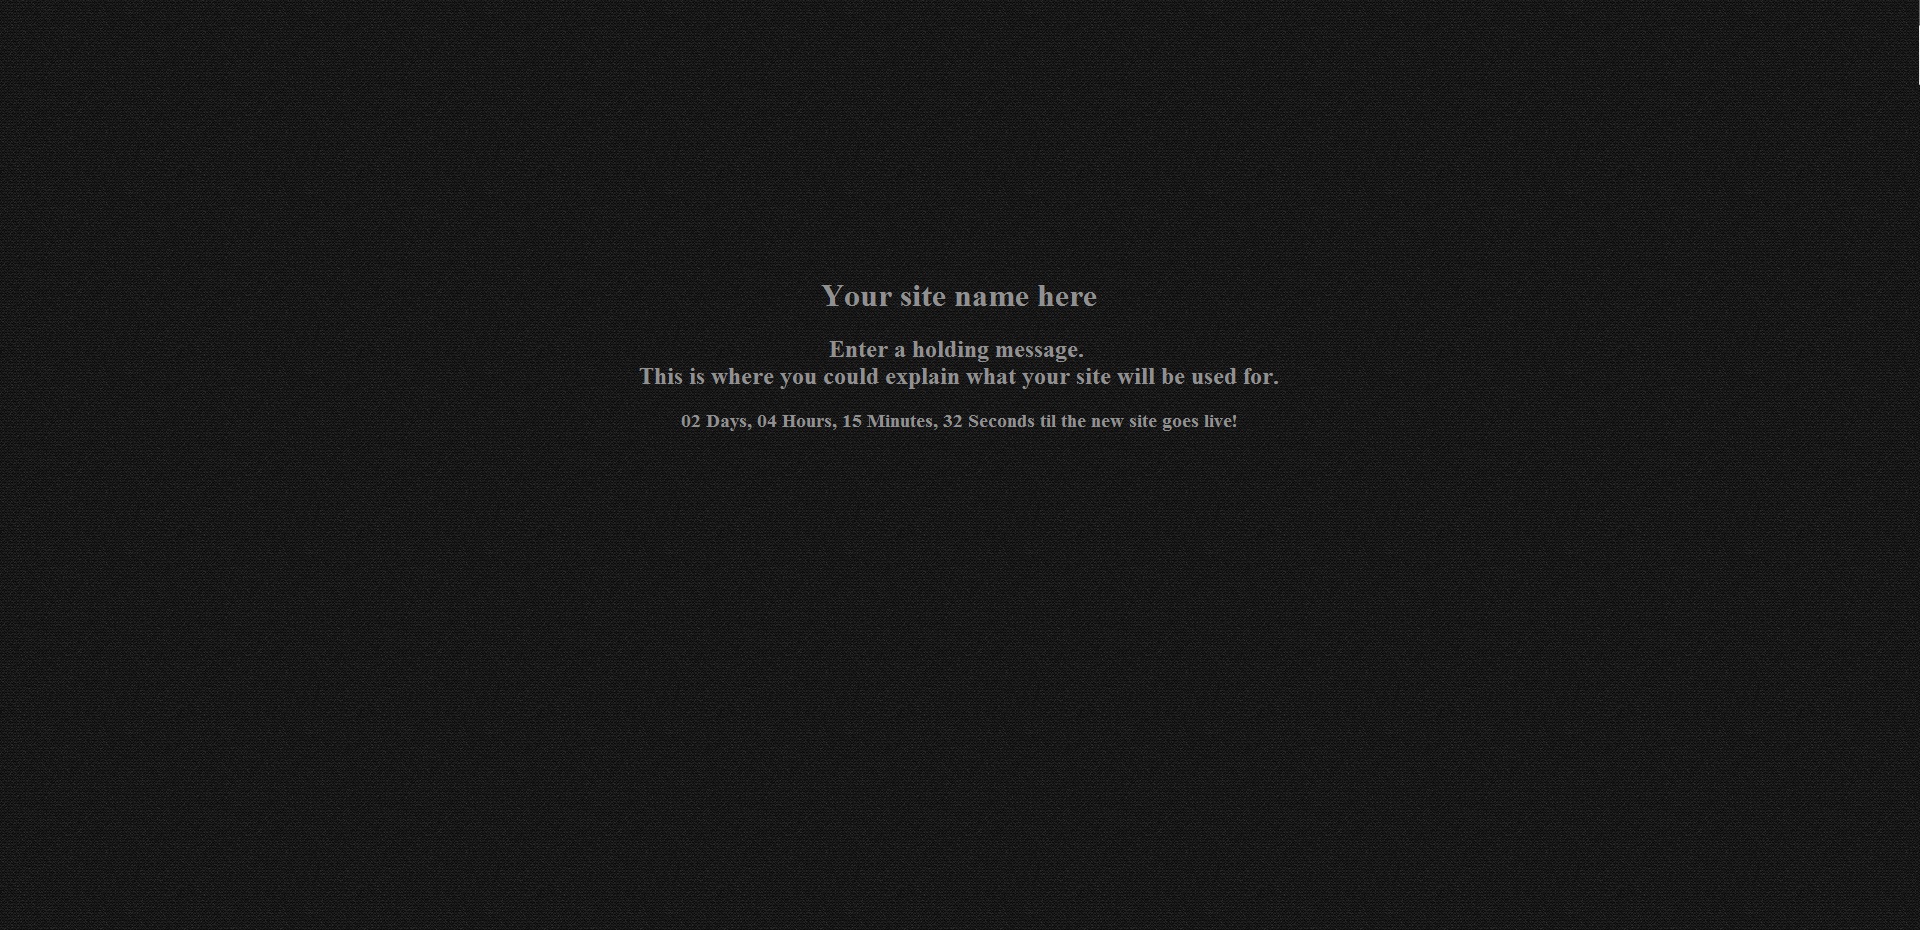 Your site name here
Enter a holding message.
This is where you could explain what your site will be used for.
02 Days, 04 Hours, 15 Minutes, 32 Seconds til the new site goes live!